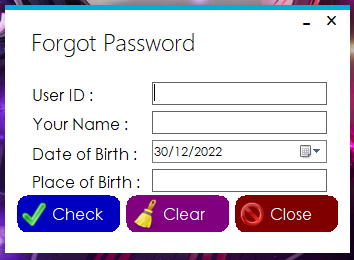 Forgot Password
User ID :
Your Name :
Date of Birth : 30/12/2022
Place of Birth :
Check Clear Close